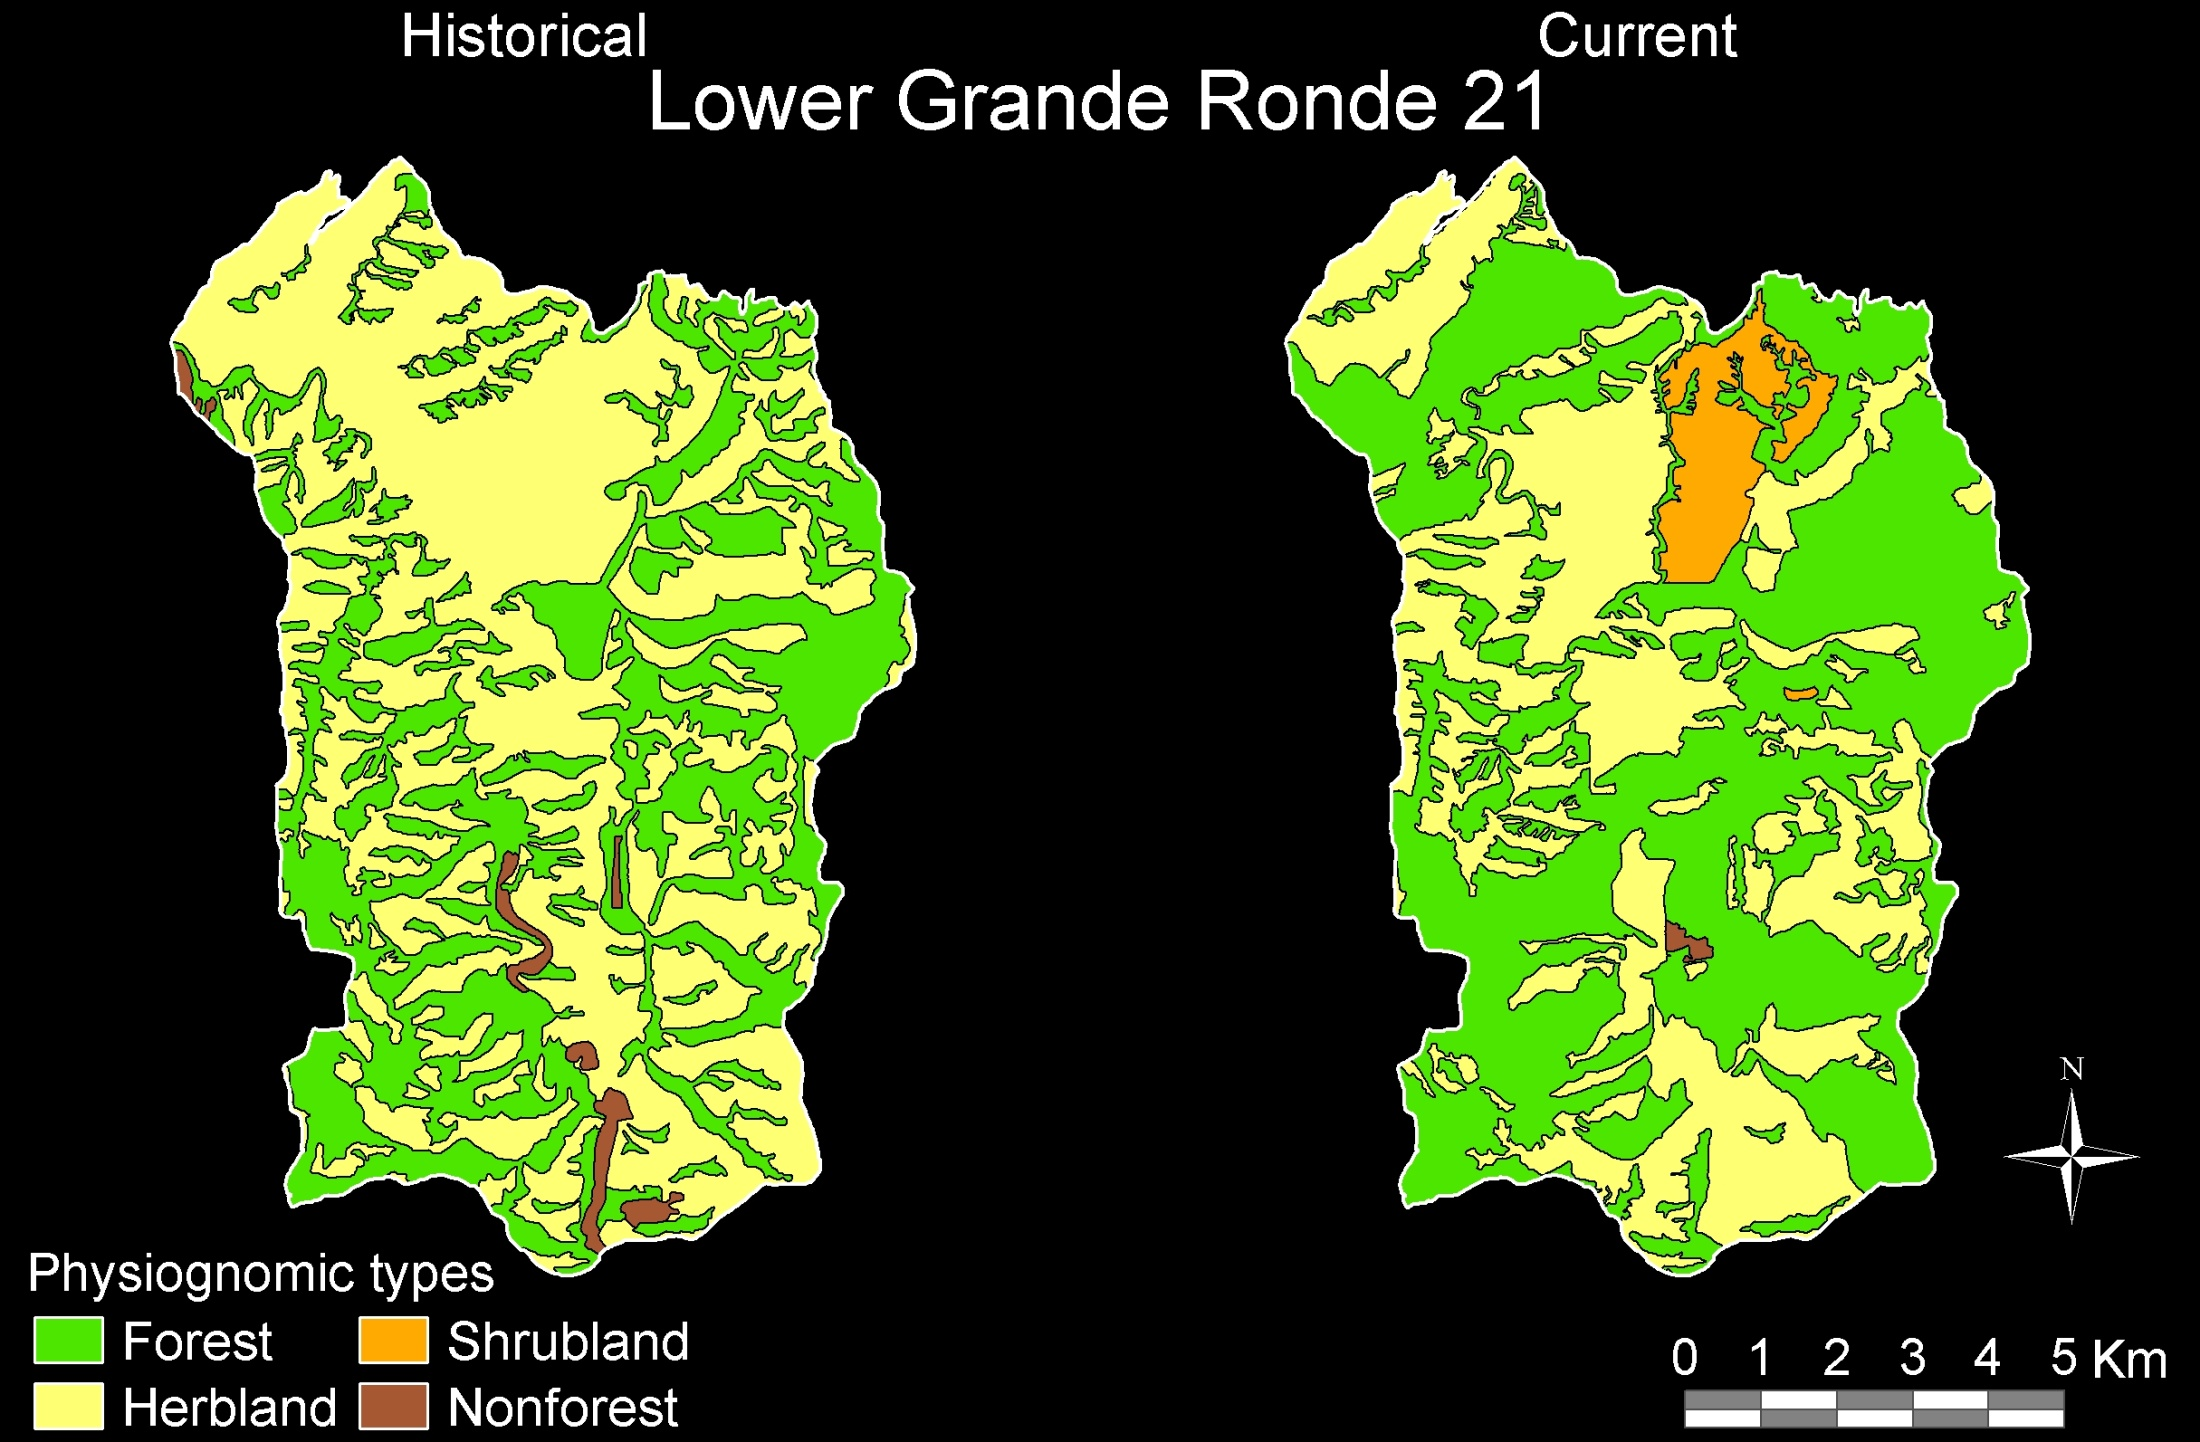 Historical
Current
Lower Grande Ronde 21
N
Physiognomic types
Forest
Shrubland
Herbland
Nonforest
0 1 2 3 4 5 Km